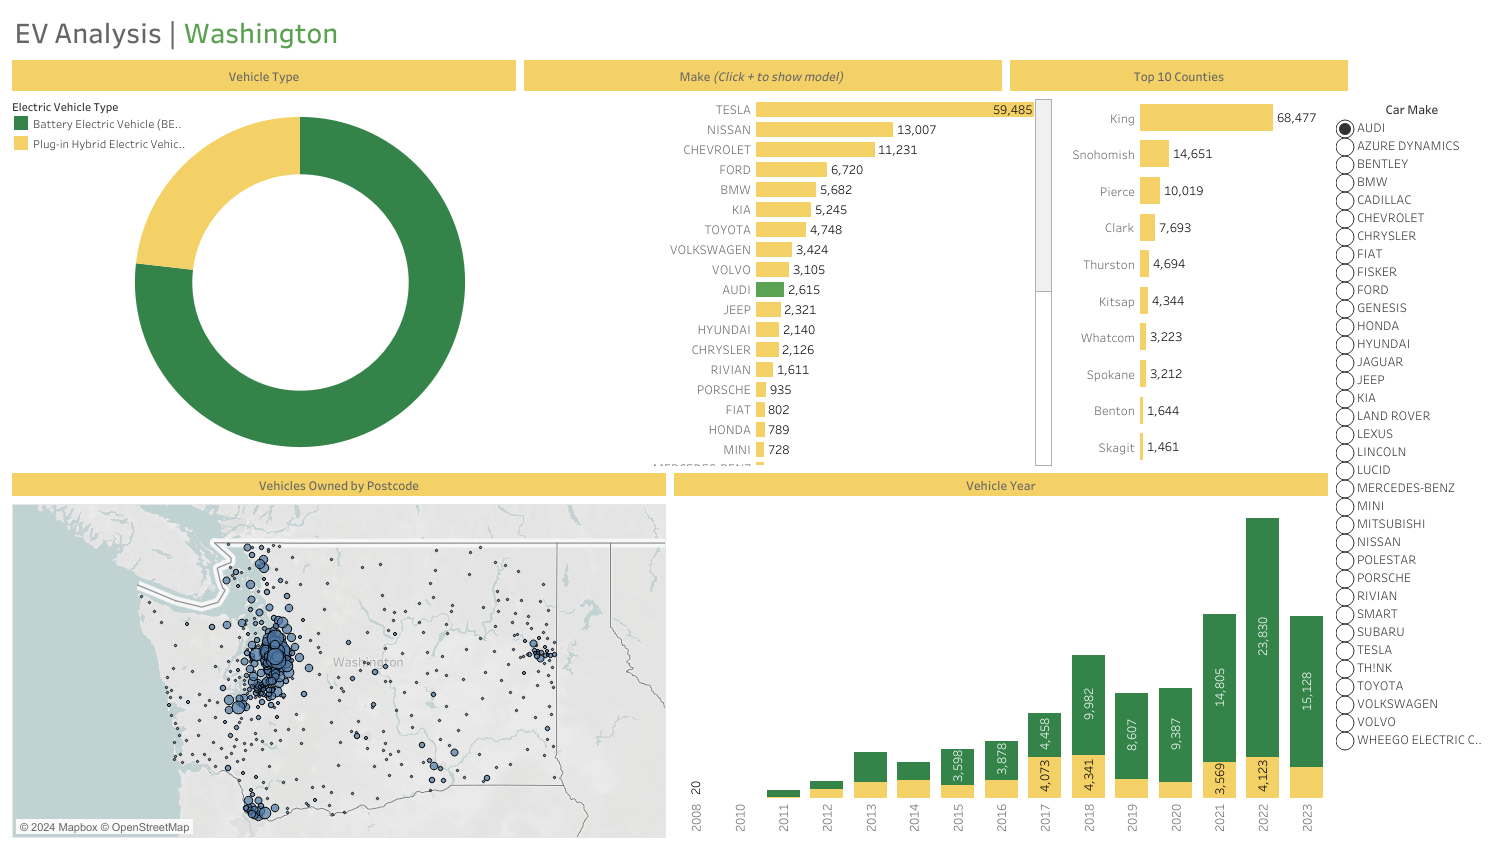 EV Analysis | Washington
Vehicle Type
Make (Click + to show model)
Top 10 Counties
Electric Vehicle Type
Battery Electric Vehicle (BE..
Plug-in Hybrid Electric Vehic..
TESLA 59,485
NISSAN 13,007
CHEVROLET 11,231
FORD 6,720
BMW 5,682
KIA 5,245
TOYOTA 4,748
VOLKSWAGEN 3,424
VOLVO 3,105
AUDI 2,615
JEEP 2,321
HYUNDAI 2,140
CHRYSLER 2,126
RIVIAN 1,611
PORSCHE 935
FIAT 802
HONDA 789
MINI 728
MERCEDES-BENZ
King 68,477
Snohomish 14,651
Pierce 10,019
Clark 7,693
Thurston 4,694
Kitsap 4,344
Whatcom 3,223
Spokane 3,212
Benton 1,644
Skagit 1,461
Car Make
AUDI
AZURE DYNAMICS
BENTLEY
BMW
CADILLAC
CHEVROLET
CHRYSLER
FIAT
FISKER
FORD
GENESIS
HONDA
HYUNDAI
JAGUAR
JEEP
KIA
LAND ROVER
LEXUS
LINCOLN
LUCID
MERCEDES-BENZ
MINI
MITSUBISHI
NISSAN
POLESTAR
PORSCHE
RIVIAN
SMART
SUBARU
TESLA
TH!NK
TOYOTA
VOLKSWAGEN
VOLVO
WHEEGO ELECTRIC C..
Vehicles Owned by Postcode
Washington
© 2024 Mapbox © OpenStreetMap
Vehicle Year
20
3,598
3,878
4,458
4,073
9,982
4,341
8,607
9,387
14,805
3,569
23,830
4,123
15,128
2008
2010
2011
2012
2013
2014
2015
2016
2017
2018
2019
2020
2021
2022
2023